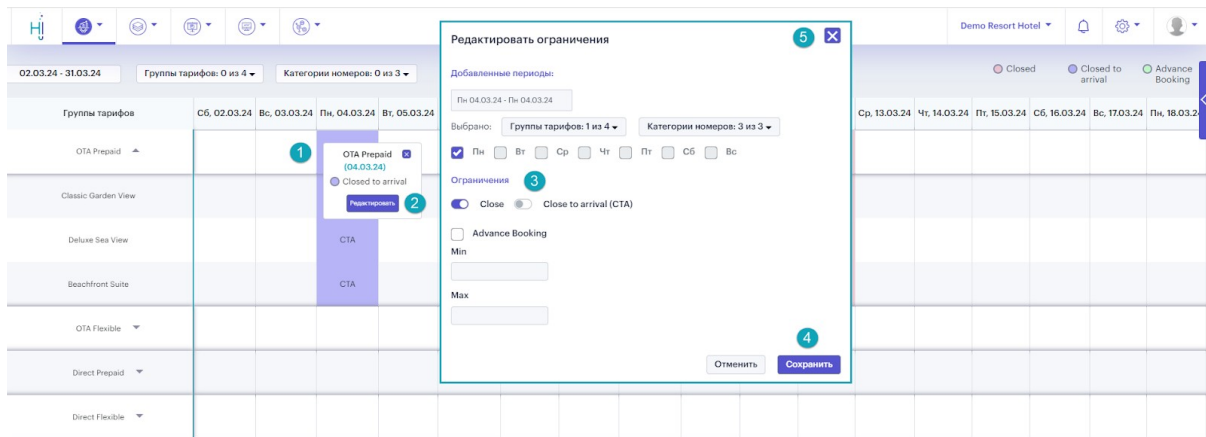 Hj
Demo Resort Hotel
02.03.24 - 31.03.24
Группы тарифов: 0 из 4
Категории номеров: 0 из 3
Closed
Closed to arrival
Advance Booking
Группы тарифов
Сб, 02.03.24
Вс, 03.03.24
Пн, 04.03.24
Вт, 05.03.24
Ср, 13.03.24
Чт, 14.03.24
Пт, 15.03.24
Сб, 16.03.24
Вс, 17.03.24
Пн, 18.03.2
OTA Prepaid
Classic Garden View
Deluxe Sea View
CTA
Beachfront Suite
CTA
OTA Flexible
Direct Prepaid
Direct Flexible
1
OTA Prepaid
(04.03.24)
Closed to arrival
Редактировать
2
Редактировать ограничения
5
Добавленные периоды:
Пн 04.03.24 - Пн 04.03.24
Выбрано:
Группы тарифов: 1 из 4
Категории номеров: 3 из 3
Пн Вт Ср Чт Пт Сб Вс
Ограничения
3
Close
Close to arrival (CTA)
Advance Booking
Min
Max
4
Отменить
Сохранить